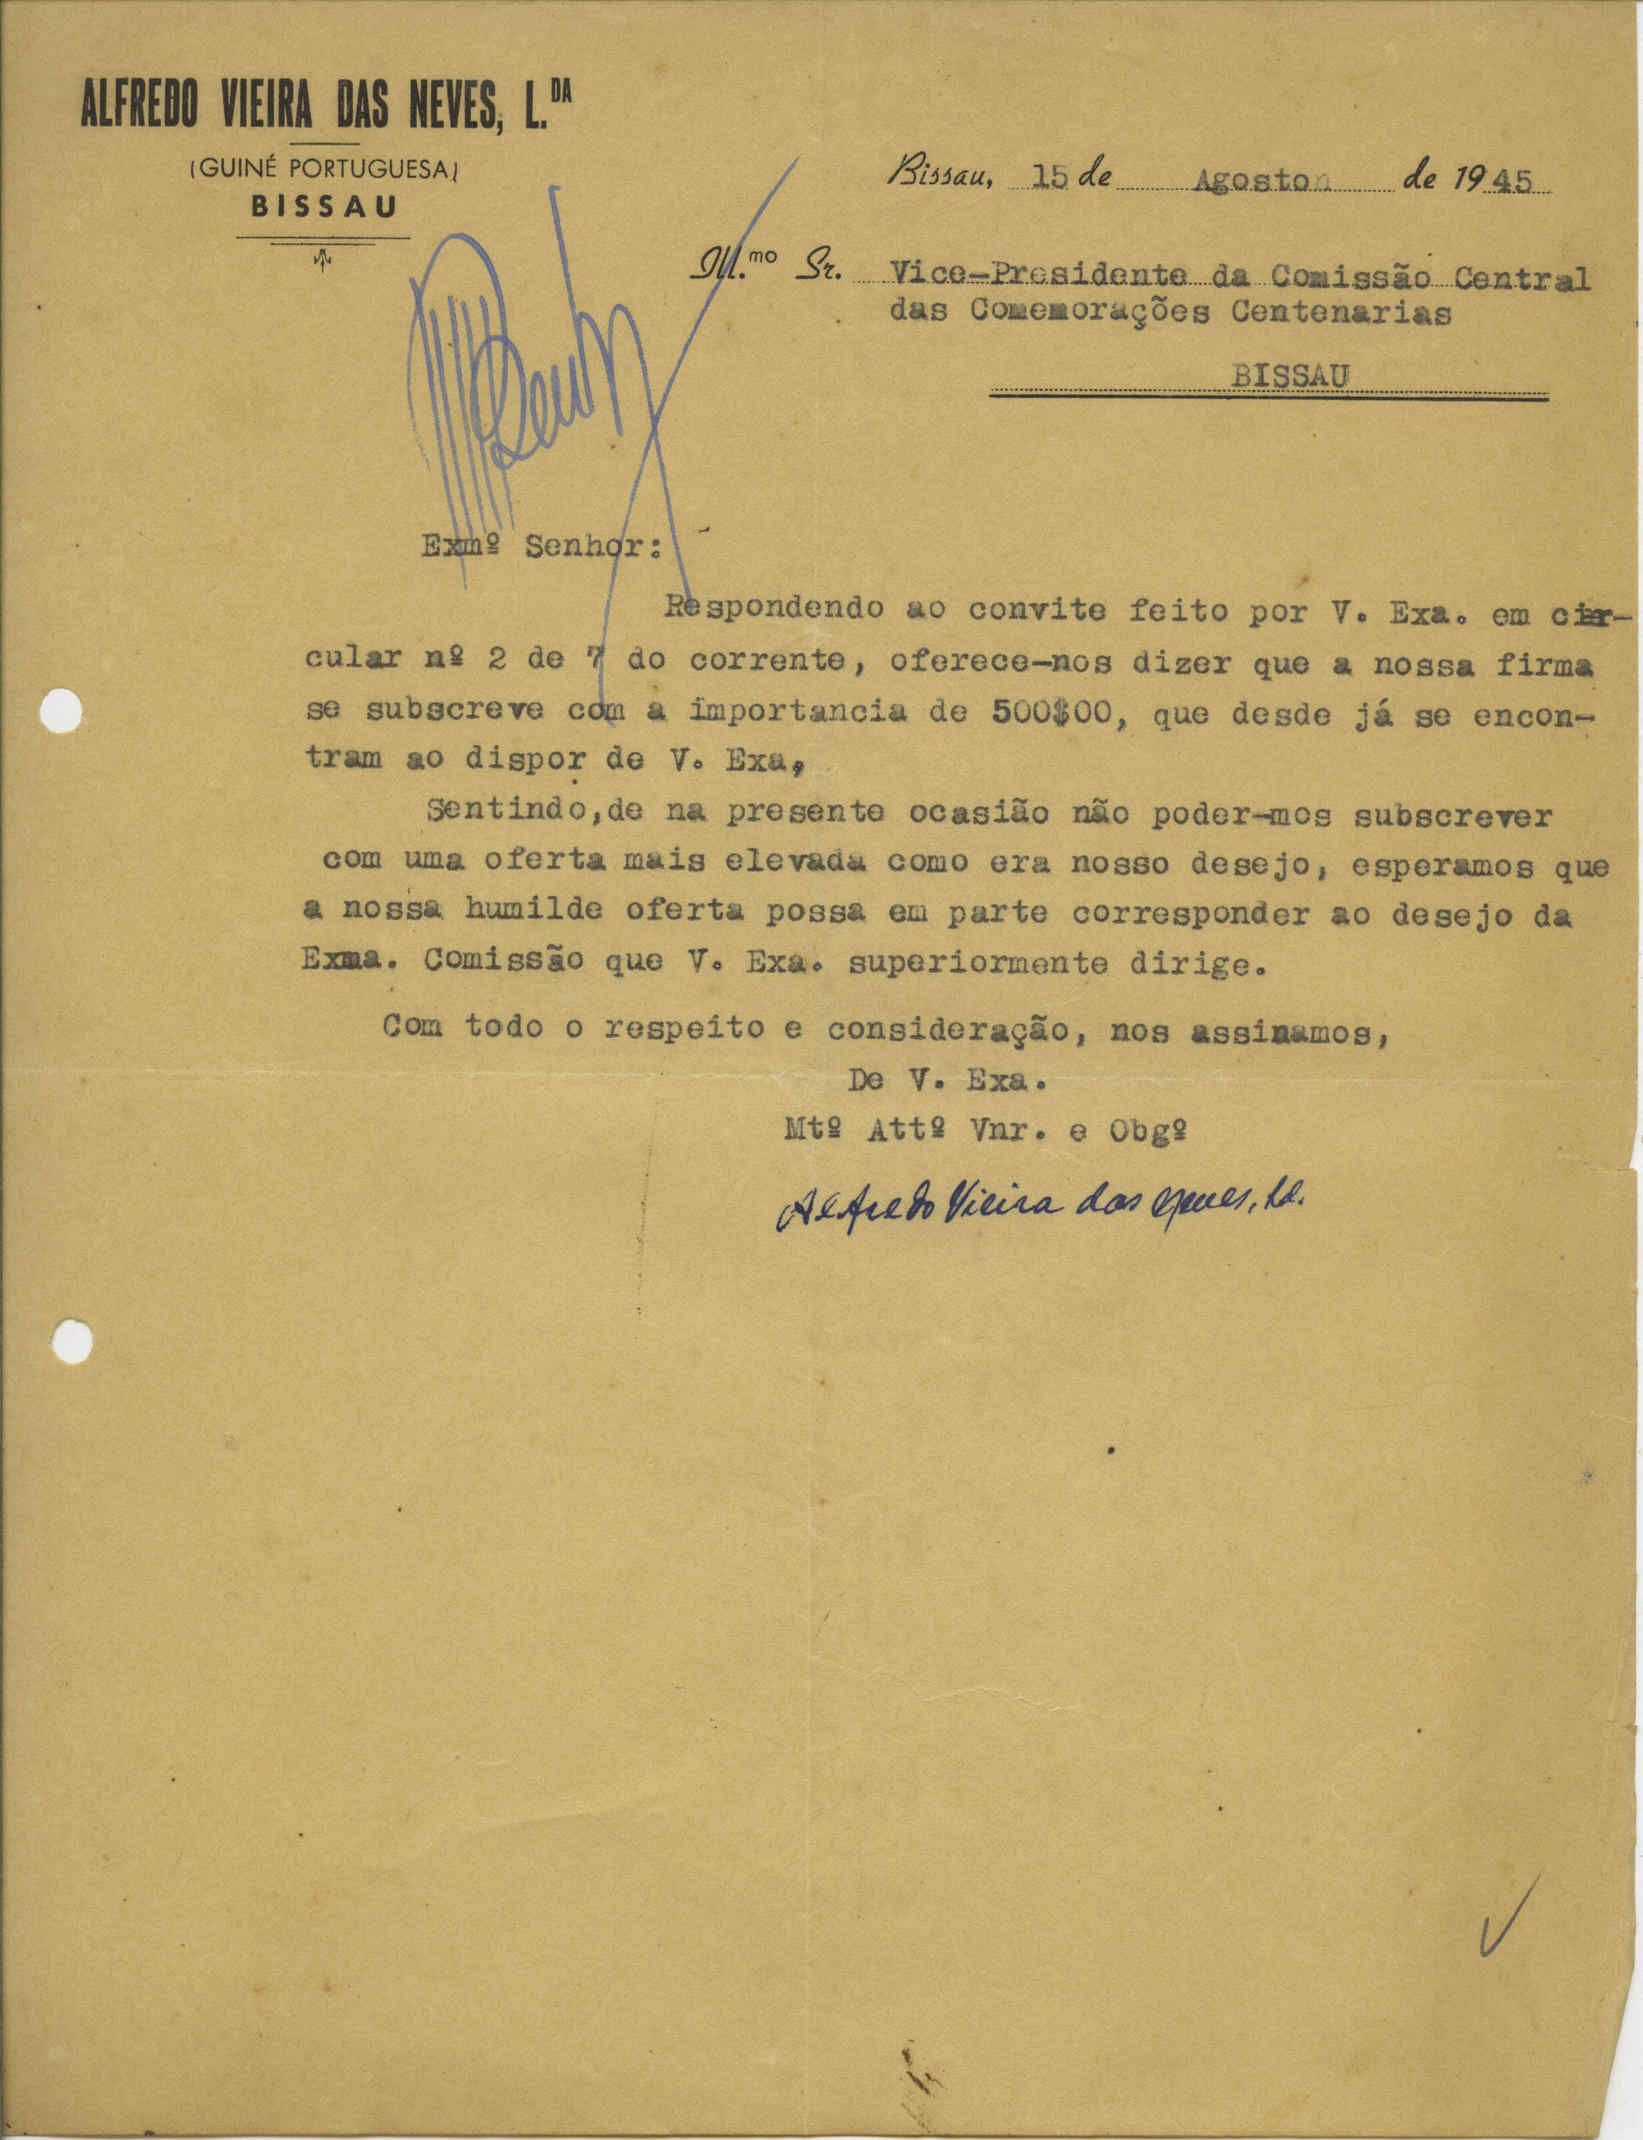 ALFREDO VIEIRA DAS NEVES, L.DA
(GUINÉ PORTUGUESA)
BISSAU
Bissau, 15 de Agosto de 1945
Ill.mo Sr. Vice-Presidente da Comissão Central
das Comemorações Centenarias
BISSAU
Exmº Senhor:
Respondendo ao convite feito por V. Exa. em cir-
cular nº 2 de 7 do corrente, oferece-nos dizer que a nossa firma
se subscreve com a importancia de 500$00, que desde já se encon-
tram ao dispor de V. Exa,
Sentindo,de na presente ocasião não poder-mos subscrever
com uma oferta mais elevada como era nosso desejo, esperamos que
a nossa humilde oferta possa em parte corresponder ao desejo da
Exma. Comissão que V. Exa. superiormente dirige.
Com todo o respeito e consideração, nos assinamos,
De V. Exa.
Mtº Attº Vnr. e Obgº
Alfredo Vieira das Neves, Ld.